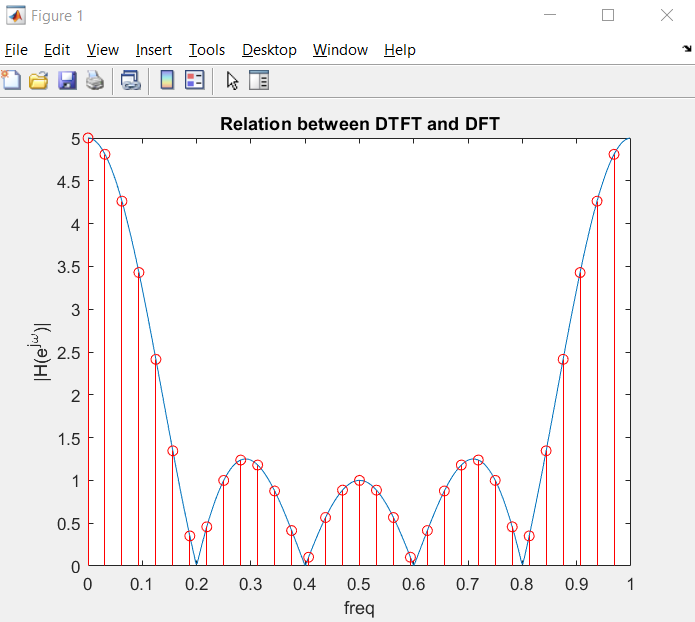 Figure 1
File Edit View Insert Tools Desktop Window Help
Relation between DTFT and DFT
5
4.5
4
3.5
3
2.5
2
1.5
1
0.5
0
|H(e^jω)|
0 0.1 0.2 0.3 0.4 0.5 0.6 0.7 0.8 0.9 1
freq